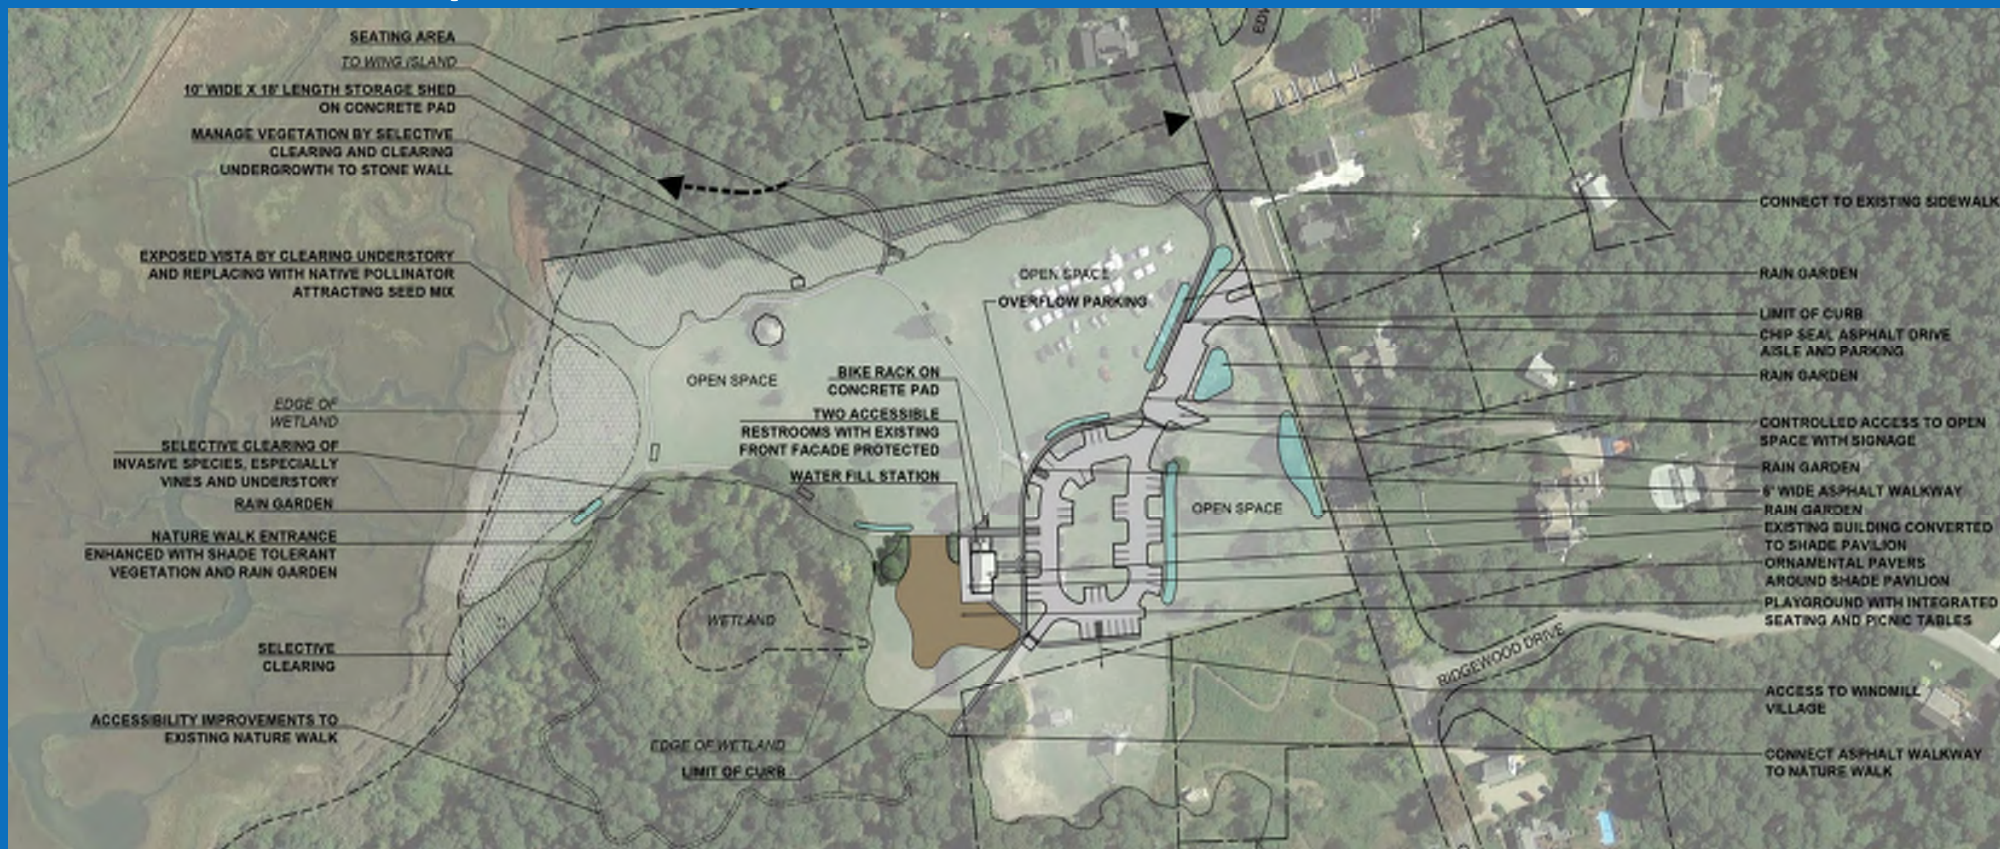 SEATING AREA
TO WING ISLAND
10' WIDE X 18' LENGTH STORAGE SHED
ON CONCRETE PAD
MANAGE VEGETATION BY SELECTIVE
CLEARING AND CLEARING
UNDERGROWTH TO STONE WALL
EXPOSED VISTA BY CLEARING UNDERSTORY
AND REPLACING WITH NATIVE POLLINATOR
ATTRACTING SEED MIX
EDGE OF
WETLAND
SELECTIVE CLEARING OF
INVASIVE SPECIES, ESPECIALLY
VINES AND UNDERSTORY
RAIN GARDEN
NATURE WALK ENTRANCE
ENHANCED WITH SHADE TOLERANT
VEGETATION AND RAIN GARDEN
SELECTIVE
CLEARING
ACCESSIBILITY IMPROVEMENTS TO
EXISTING NATURE WALK
OPEN SPACE
OVERFLOW PARKING
OPEN SPACE
BIKE RACK ON
CONCRETE PAD
TWO ACCESSIBLE
RESTROOMS WITH EXISTING
FRONT FACADE PROTECTED
WATER FILL STATION
OPEN SPACE
WETLAND
EDGE OF WETLAND
LIMIT OF CURB
RIDGEWOOD DRIVE
CONNECT TO EXISTING SIDEWALK
RAIN GARDEN
LIMIT OF CURB
CHIP SEAL ASPHALT DRIVE
AISLE AND PARKING
RAIN GARDEN
CONTROLLED ACCESS TO OPEN
SPACE WITH SIGNAGE
RAIN GARDEN
6' WIDE ASPHALT WALKWAY
RAIN GARDEN
EXISTING BUILDING CONVERTED
TO SHADE PAVILION
ORNAMENTAL PAVERS
AROUND SHADE PAVILION
PLAYGROUND WITH INTEGRATED
SEATING AND PICNIC TABLES
ACCESS TO WINDMILL
VILLAGE
CONNECT ASPHALT WALKWAY
TO NATURE WALK